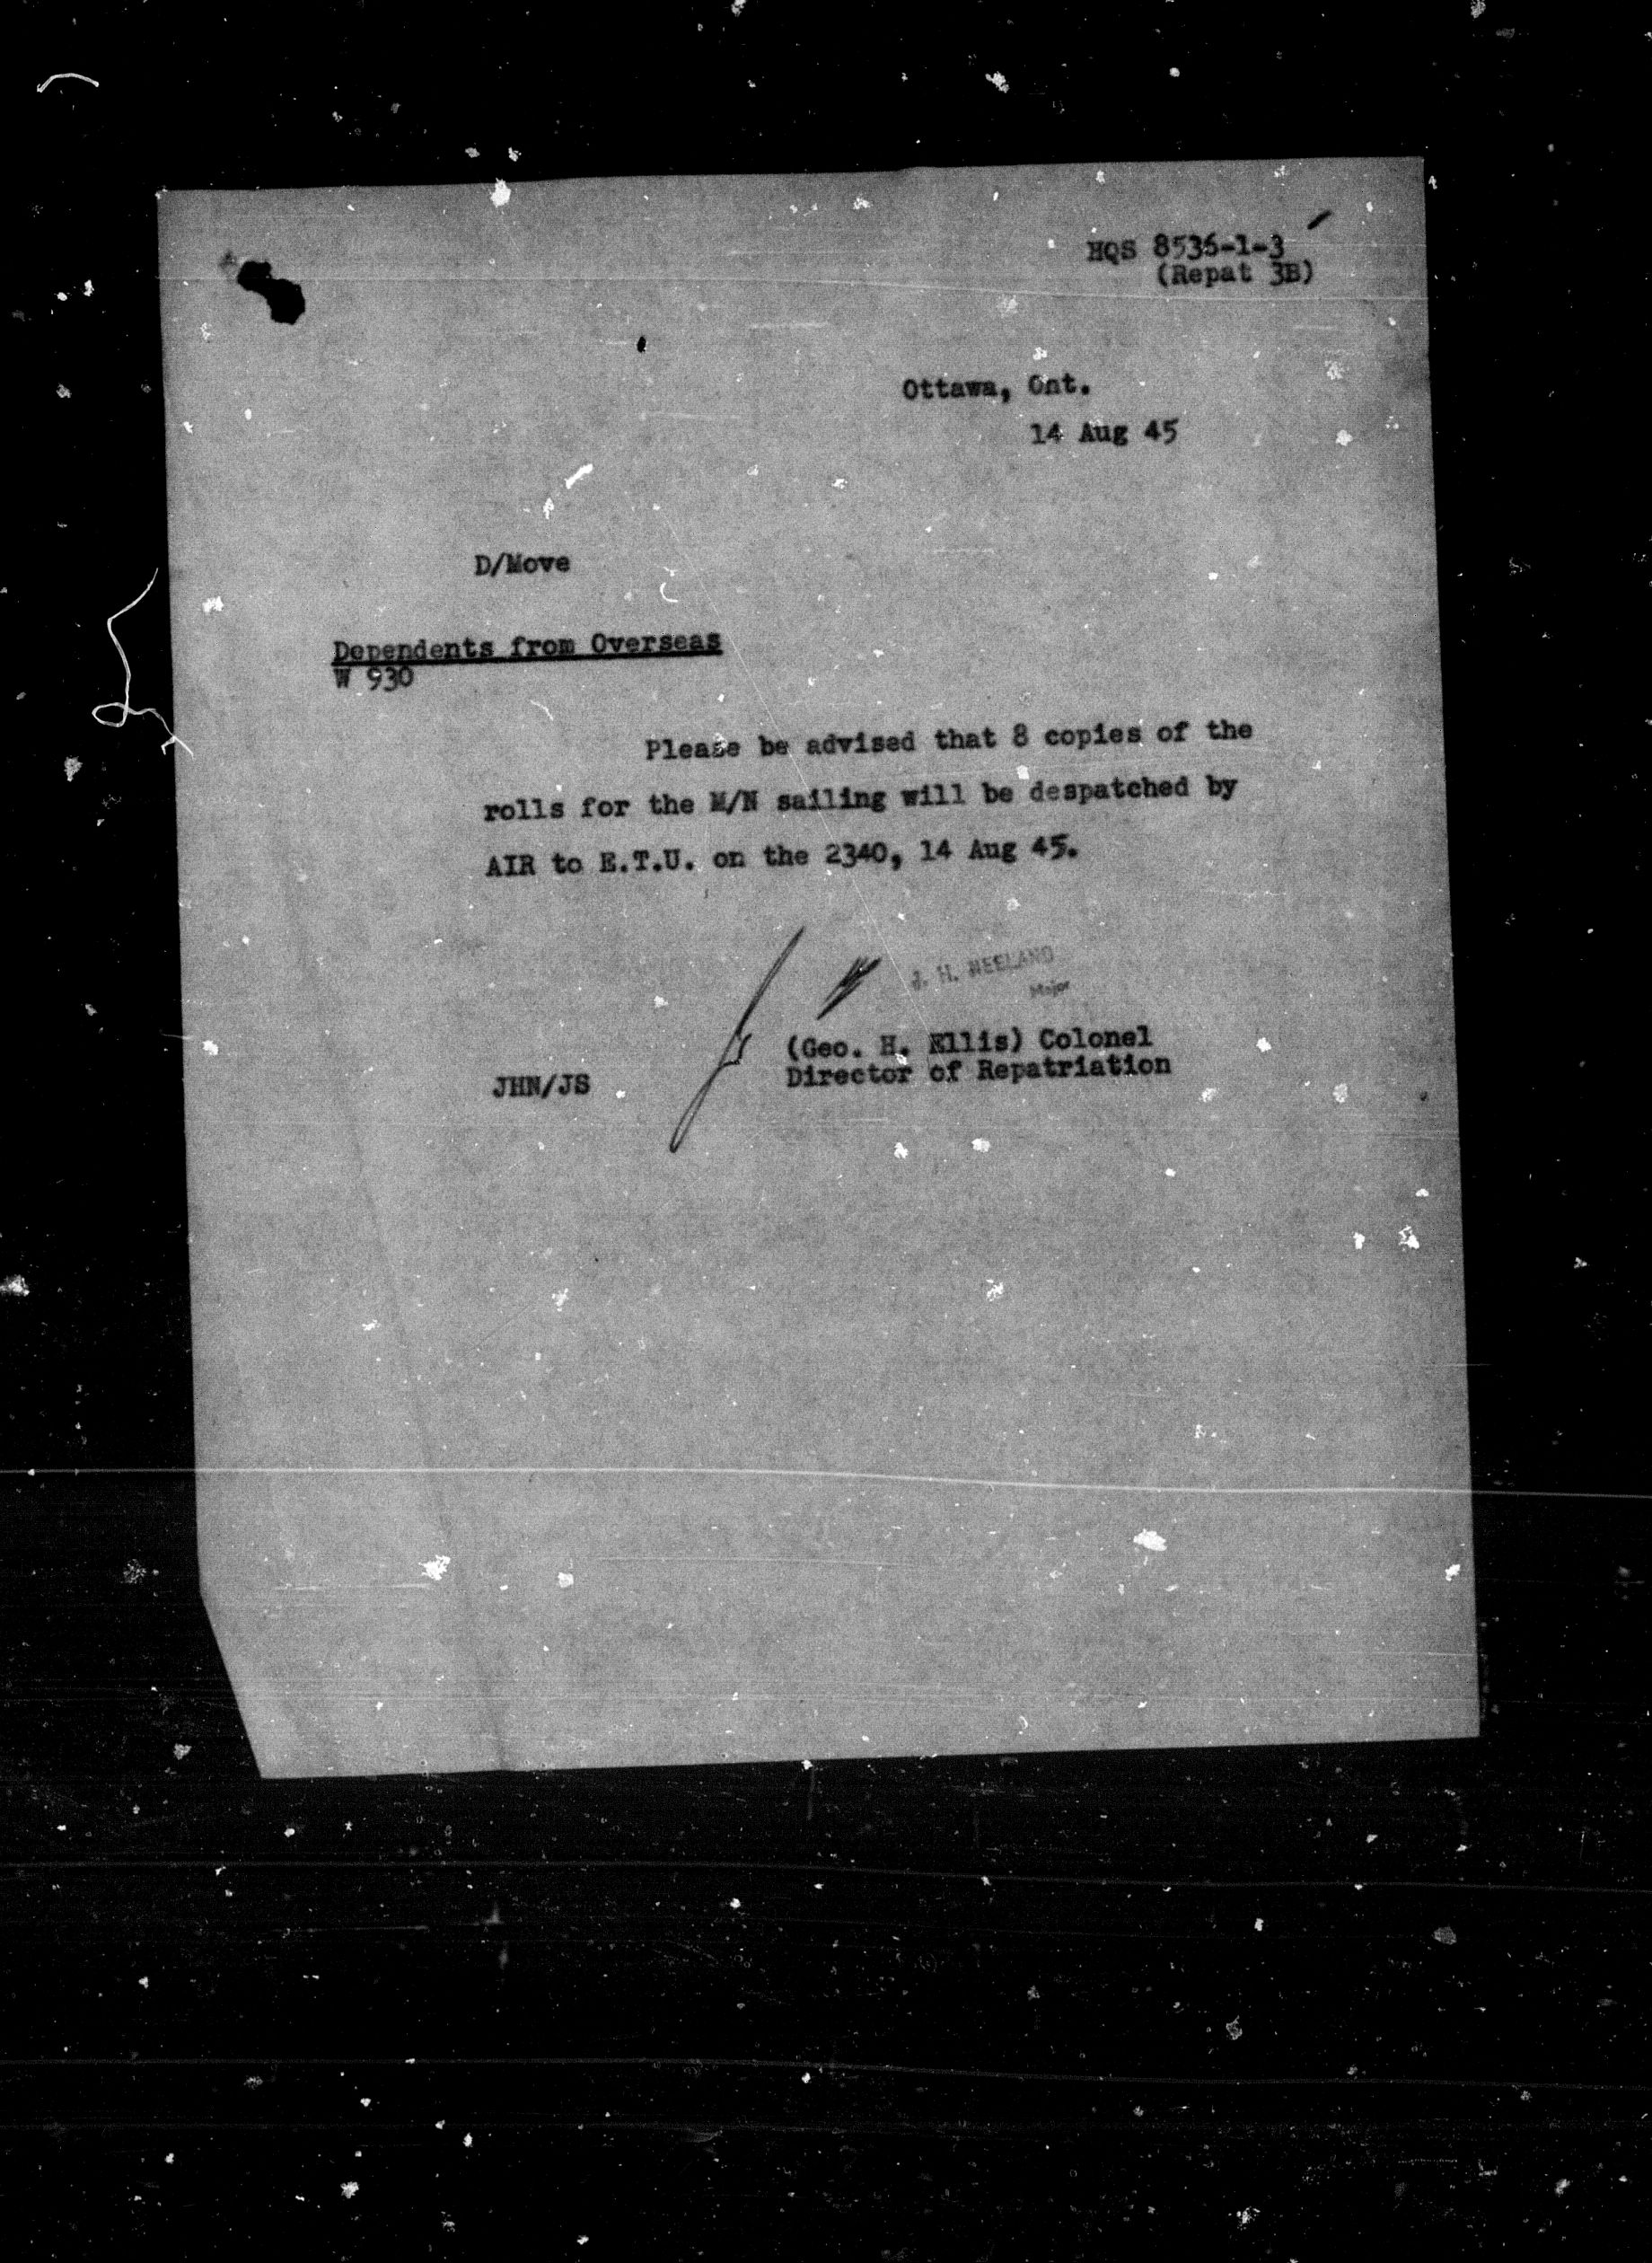 HQS 8536-1-3
(Repat 3B)
Ottawa, Ont.
14 Aug 45
D/Move
Dependents from Overseas
W 930
Please be advised that 8 copies of the
rolls for the M/N sailing will be despatched by
AIR to E.T.U. on the 2340, 14 Aug 45.
J. H. NEELAND
Major
(Geo. H. Ellis) Colonel
Director of Repatriation
JHN/JS